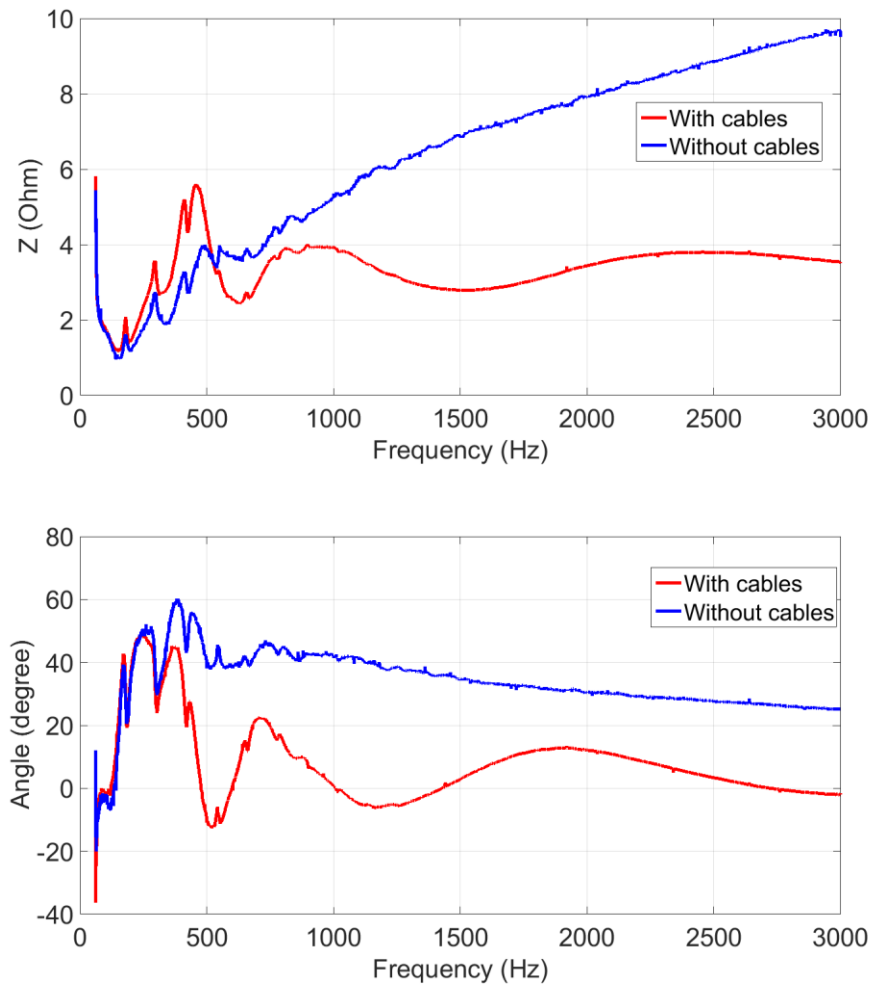 10
8
6
4
2
0
Z (Ohm)
With cables
Without cables
0 500 1000 1500 2000 2500 3000
Frequency (Hz)
80
60
40
20
0
-20
-40
Angle (degree)
With cables
Without cables
0 500 1000 1500 2000 2500 3000
Frequency (Hz)